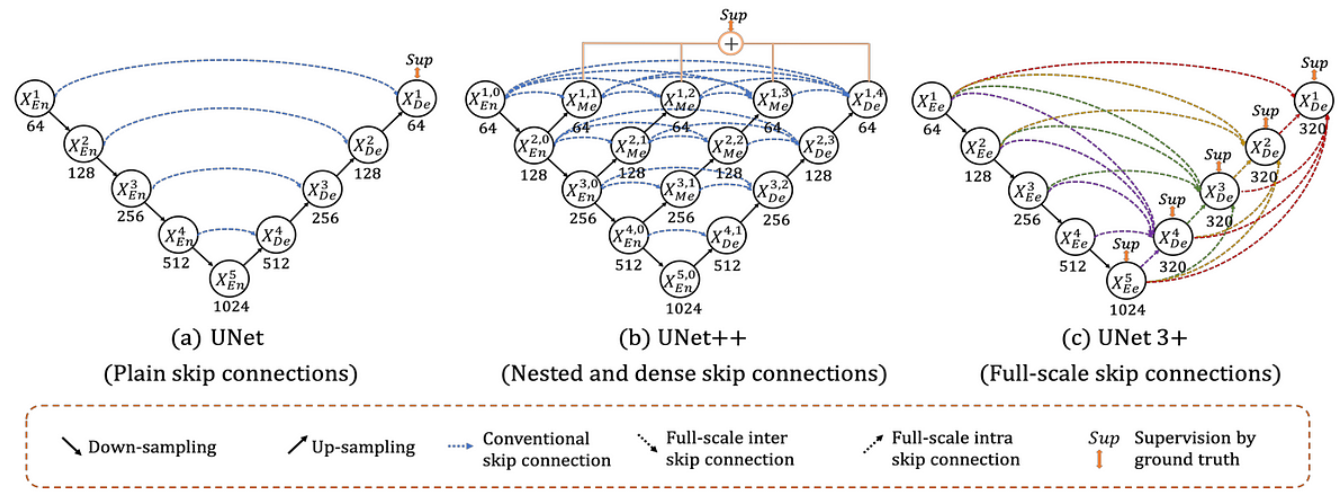 Sup
Sup
X¹En
64
X²En
128
X³En
256
X⁴En
512
X⁵En
1024
X⁴De
512
X³De
256
X²De
128
X¹De
64
(a) UNet
(Plain skip connections)
Sup
+
X¹,⁰En
64
X¹,¹Me
64
X¹,²Me
64
X¹,³Me
64
X¹,⁴De
64
X²,⁰En
128
X²,¹Me
128
X²,²Me
128
X²,³De
128
X³,⁰En
256
X³,¹Me
256
X³,²De
256
X⁴,⁰En
512
X⁴,¹De
512
X⁵,⁰En
1024
(b) UNet++
(Nested and dense skip connections)
X¹Ee
64
X²Ee
128
X³Ee
256
X⁴Ee
512
Sup
X⁵Ee
1024
Sup
X⁴De
320
Sup
X³De
320
Sup
X²De
320
Sup
X¹De
320
(c) UNet 3+
(Full-scale skip connections)
Down-sampling
Up-sampling
Conventional
skip connection
Full-scale inter
skip connection
Full-scale intra
skip connection
Sup
Supervision by
ground truth